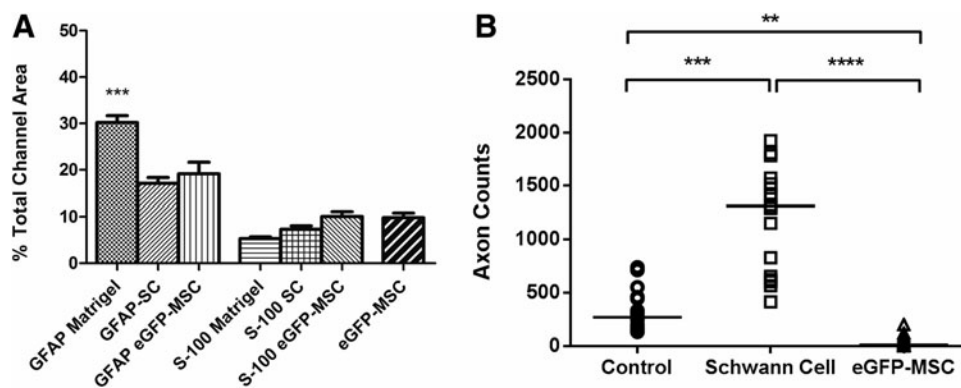 A
% Total Channel Area
50
40
30
20
10
0
***
GFAP Matrigel
GFAP-SC
GFAP eGFP-MSC
S-100 Matrigel
S-100 SC
S-100 eGFP-MSC
eGFP-MSC
B
**
***
****
Axon Counts
2500
2000
1500
1000
500
0
Control
Schwann Cell
eGFP-MSC